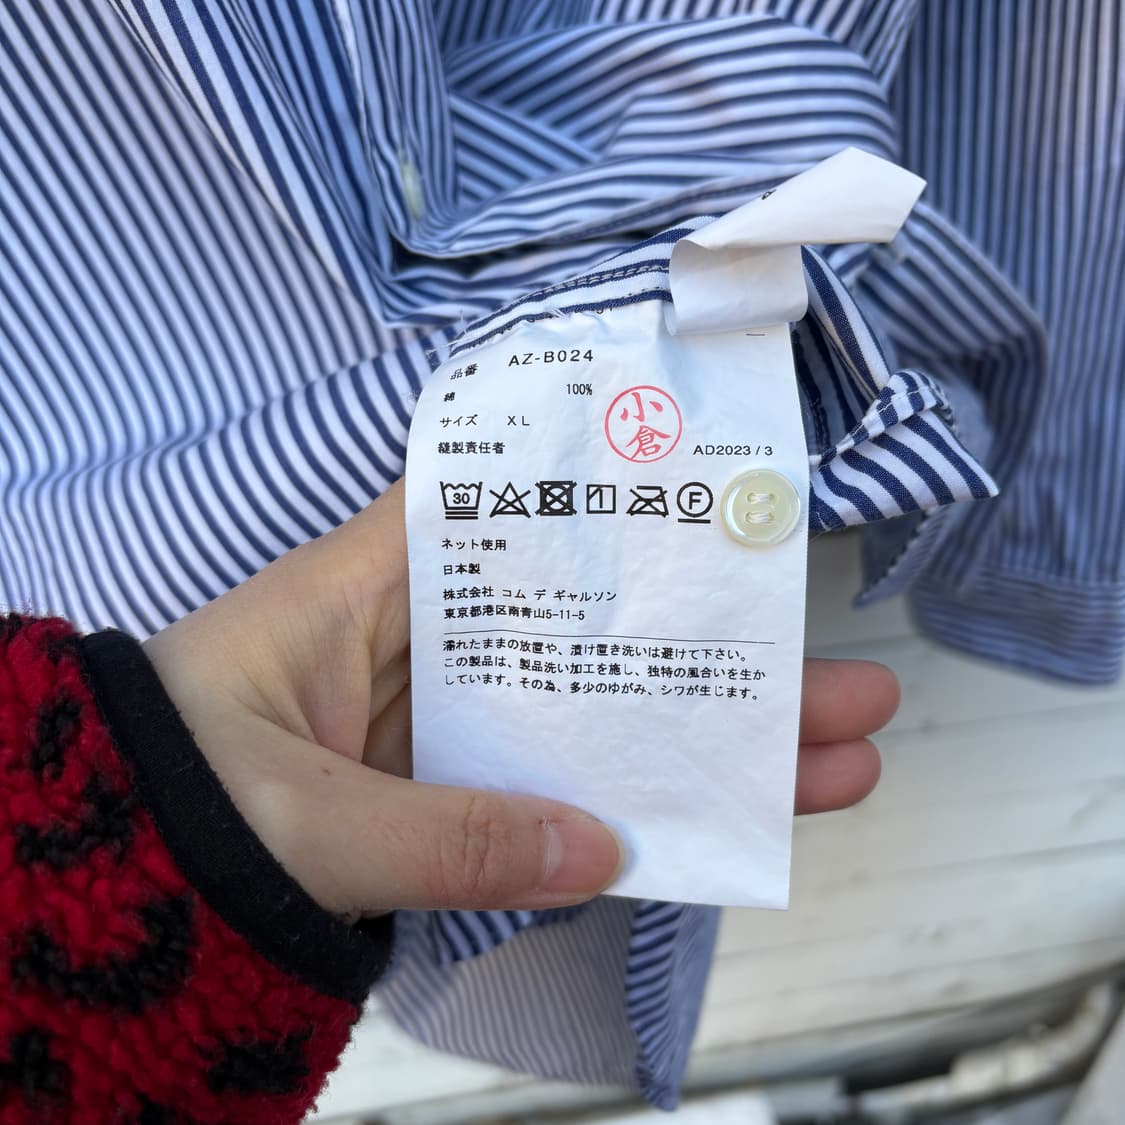 品番 AZ-B024
綿 100%
サイズ XL
縫製責任者 小倉 AD2023 / 3
30 1 F
ネット使用
日本製
株式会社 コム デ ギャルソン
東京都港区南青山5-11-5
濡れたままの放置や、漬け置き洗いは避けて下さい。
この製品は、製品洗い加工を施し、独特の風合いを生か
しています。その為、多少のゆがみ、シワが生じます。